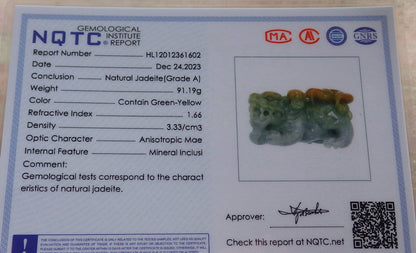 NQTC GEMOLOGICAL INSTITUTE REPORT
MA
GSRS
Report Number HL12012361602
Date Dec 24,2023
Conclusion Natural Jadeite(Grade A)
Weight 91.19g
Color Contain Green-Yellow
Refractive Index 1.66
Density 3.33/cm3
Optic Character Anisotropic Mae
Internal Feature Mineral Inclusi
Comment:
Gemological tests correspond to the charact
eristics of natural jadeite.
Approver:
Check this report at NQTC.net